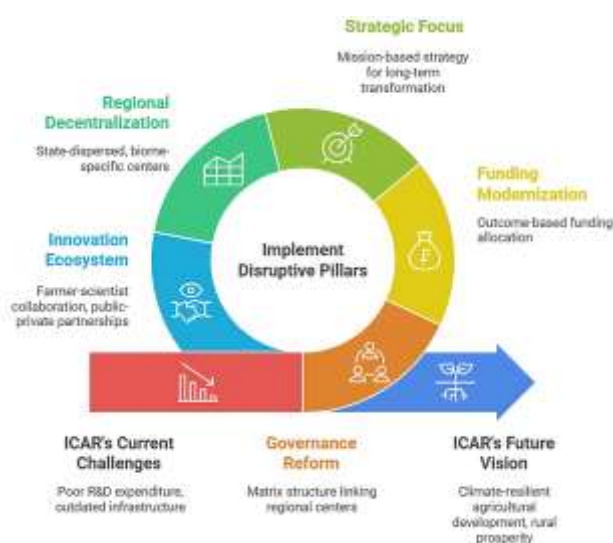 Strategic Focus
Mission-based strategy
for long-term
transformation
Regional
Decentralization
State-dispersed, biome-
specific centers
Funding
Modernization
Outcome-based funding
allocation
Innovation
Ecosystem
Farmer-scientist
collaboration, public-
private partnerships
Implement
Disruptive Pillars
ICAR's Current
Challenges
Poor R&D expenditure,
outdated infrastructure
Governance
Reform
Matrix structure linking
regional centers
ICAR's Future
Vision
Climate-resilient
agricultural
development, rural
prosperity